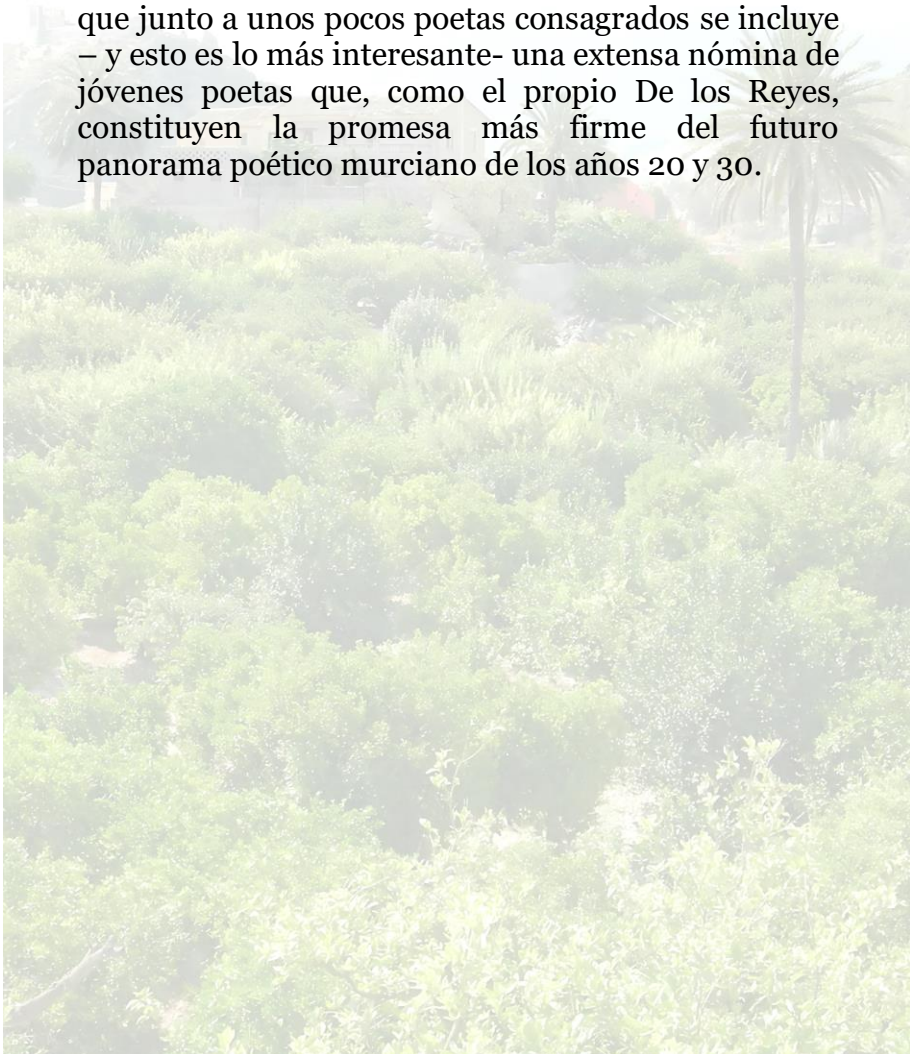 que junto a unos pocos poetas consagrados se incluye
– y esto es lo más interesante- una extensa nómina de
jóvenes poetas que, como el propio De los Reyes,
constituyen la promesa más firme del futuro
panorama poético murciano de los años 20 y 30.